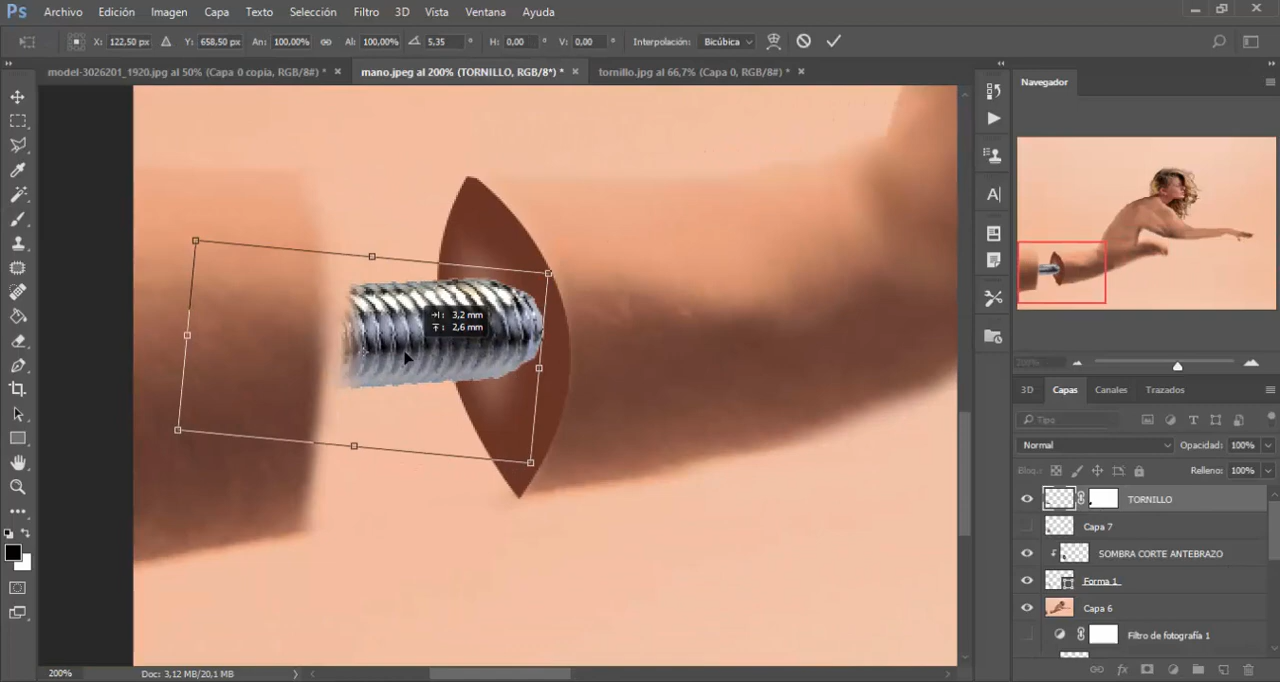 Ps Archivo Edición Imagen Capa Texto Selección Filtro 3D Vista Ventana Ayuda
X: 122,50 px Y: 658,50 px An: 100,00% Al: 100,00% 5,35 ° H: 0,00 ° V: 0,00 ° Interpolación: Bicúbica
model-3026201_1920.jpg al 50% (Capa 0 copia, RGB/8#) * × mano.jpeg al 200% (TORNILLO, RGB/8*) * × tornillo.jpg al 66,7% (Capa 0, RGB/8#) * ×
Navegador
3,2 mm
2,6 mm
200%
3D Capas Canales Trazados
Tipo
Normal Opacidad: 100%
Bloq.: Relleno: 100%
TORNILLO
Capa 7
SOMBRA CORTE ANTEBRAZO
Forma 1
Capa 6
Filtro de fotografía 1
200% Doc: 3,12 MB/20,1 MB